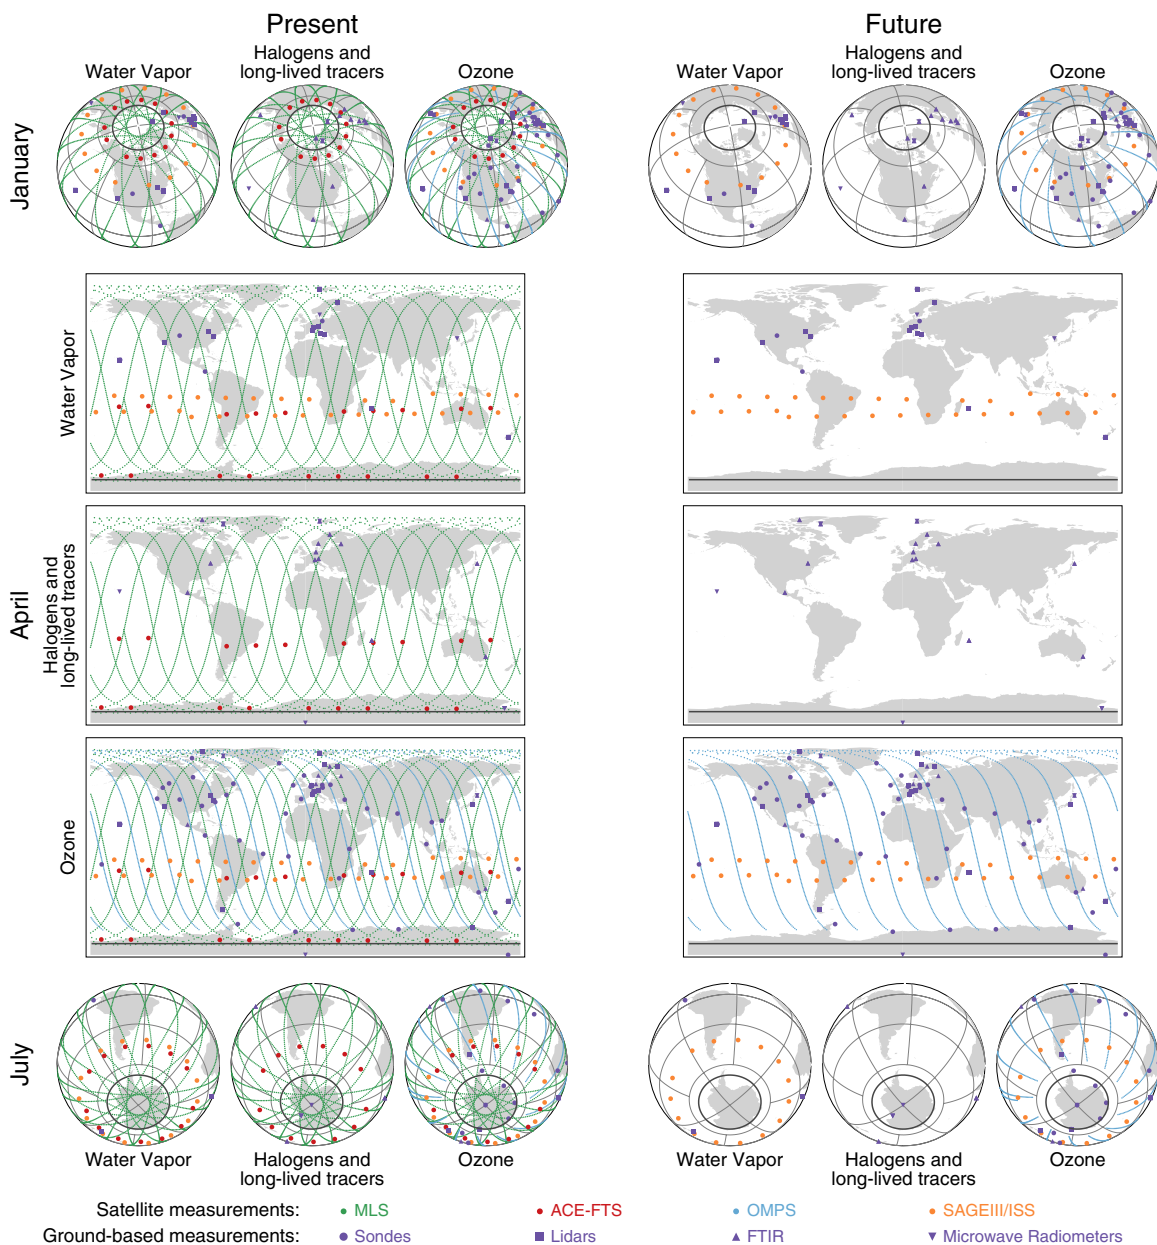 Present
Future
Water Vapor
Halogens and
long-lived tracers
Ozone
Water Vapor
Halogens and
long-lived tracers
Ozone
January
Water Vapor
April
Halogens and
long-lived tracers
Ozone
July
Water Vapor
Halogens and
long-lived tracers
Ozone
Water Vapor
Halogens and
long-lived tracers
Ozone
Satellite measurements: MLS ACE-FTS OMPS SAGEIII/ISS
Ground-based measurements: Sondes Lidars FTIR Microwave Radiometers